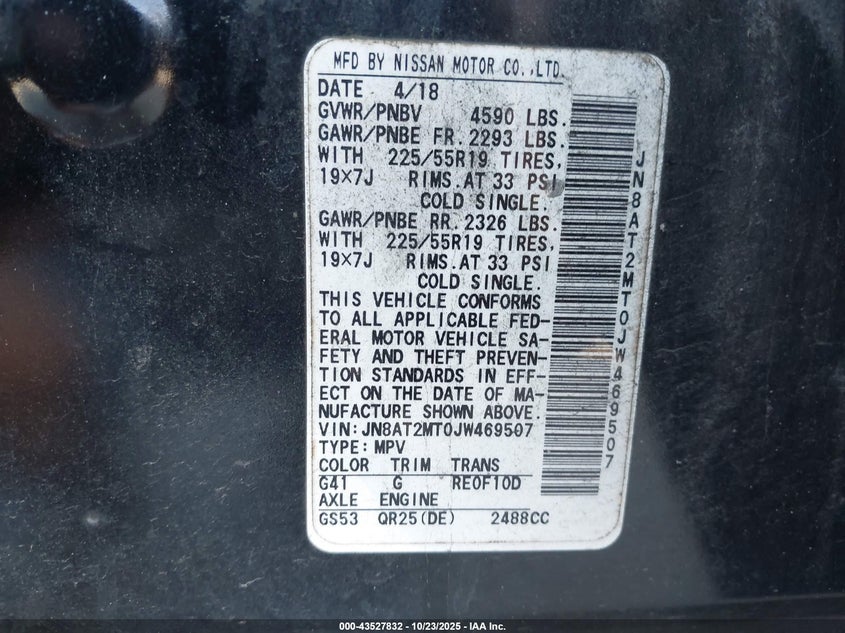 MFD BY NISSAN MOTOR CO.,LTD.
DATE 4/18
GVWR/PNBV 4590 LBS.
GAWR/PNBE FR. 2293 LBS.
WITH 225/55R19 TIRES,
19×7J RIMS.AT 33 PSI
COLD SINGLE.
GAWR/PNBE RR. 2326 LBS.
WITH 225/55R19 TIRES,
19×7J RIMS.AT 33 PSI
COLD SINGLE.
THIS VEHICLE CONFORMS
TO ALL APPLICABLE FED-
ERAL MOTOR VEHICLE SA-
FETY AND THEFT PREVEN-
TION STANDARDS IN EFF-
ECT ON THE DATE OF MA-
NUFACTURE SHOWN ABOVE.
VIN:JN8AT2MT0JW469507
TYPE:MPV
COLOR TRIM TRANS
G41 G RE0F10D
AXLE ENGINE
GS53 QR25(DE) 2488CC
JN8AT2MT0JW469507
000-43527832 - 10/23/2025 - IAA Inc.